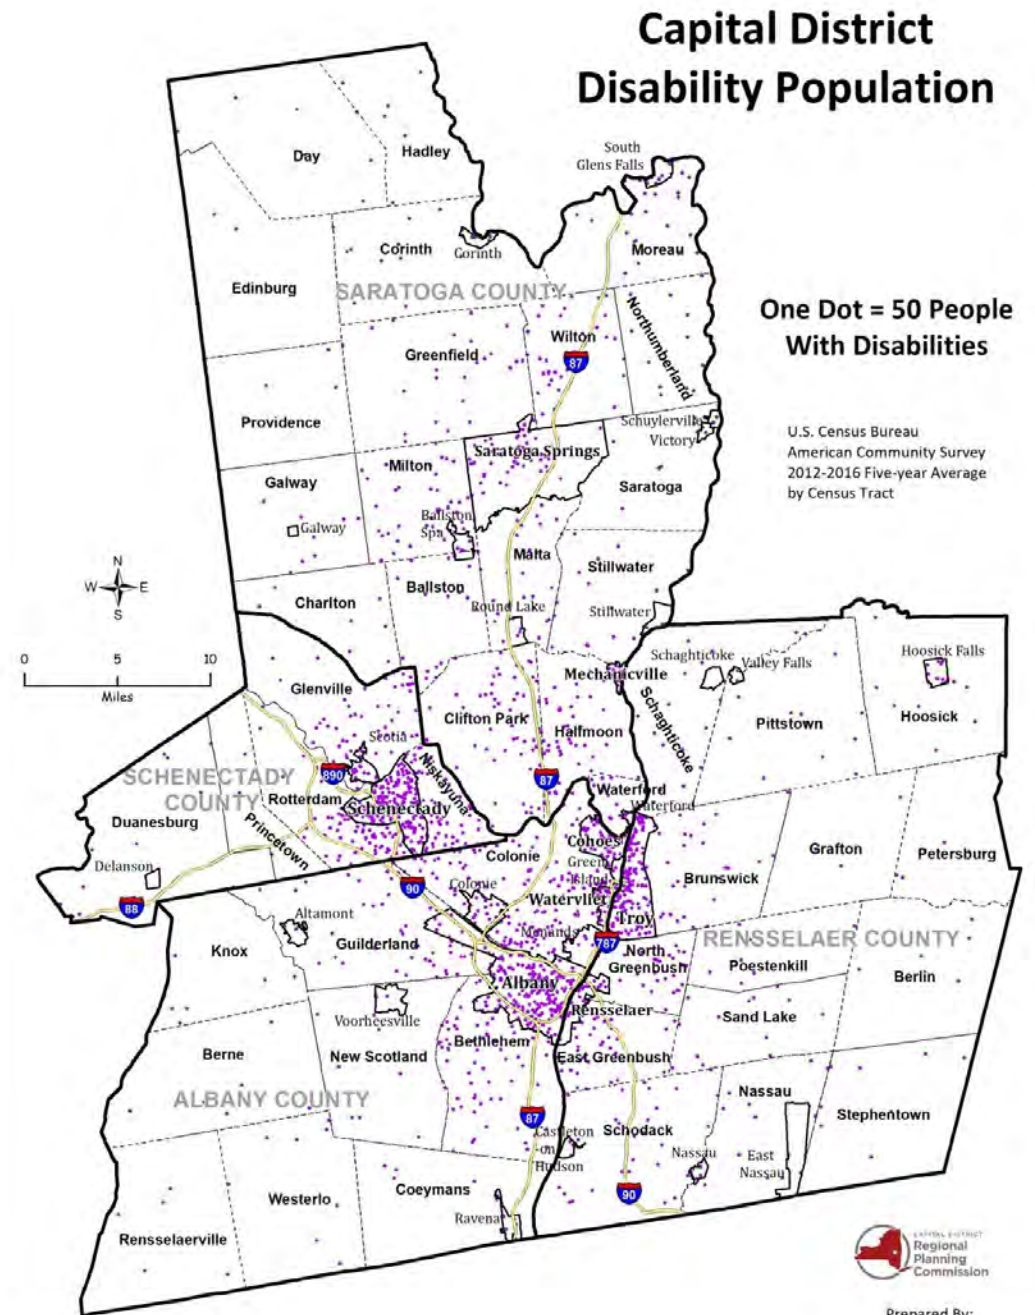 Capital District
Disability Population
South
Glens Falls
Day
Hadley
Corinth
Corinth
Moreau
Edinburg
SARATOGA COUNTY
One Dot = 50 People
With Disabilities
Northumberland
Wilton
Greenfield
87
Providence
Schuylerville
Victory
U.S. Census Bureau
American Community Survey
2012-2016 Five-year Average
by Census Tract
Saratoga Springs
Milton
Galway
Saratoga
Galway
Ballston
Spa
Malta
Stillwater
N
W E
S
Ballston
Charlton
Round Lake
Stillwater
0 5 10
Miles
Schaghticoke
Valley Falls
Hoosick Falls
Mechanicville
Glenville
Schaghticoke
Clifton Park
Halfmoon
Pittstown
Hoosick
Scotia
Niskayuna
SCHENECTADY
COUNTY
890
87
Rotterdam
Schenectady
Waterford
Waterford
Duanesburg
Princetown
Cohoes
Colonie
Green
Island
Grafton
Petersburg
Delanson
Brunswick
90
Colonie
Watervliet
88
Altamont
Troy
Menands
787
RENSSELAER COUNTY
Knox
Guilderland
North
Greenbush
Poestenkill
Berlin
Albany
Rensselaer
Sand Lake
Voorheesville
Bethlehem
Berne
New Scotland
East Greenbush
ALBANY COUNTY
Nassau
Stephentown
87
Castleton
-on-
Hudson
Schodack
Nassau
East
Nassau
90
Coeymans
Westerlo
Ravena
Rensselaerville
CAPITAL DISTRICT
Regional
Planning
Commission
Prepared By: